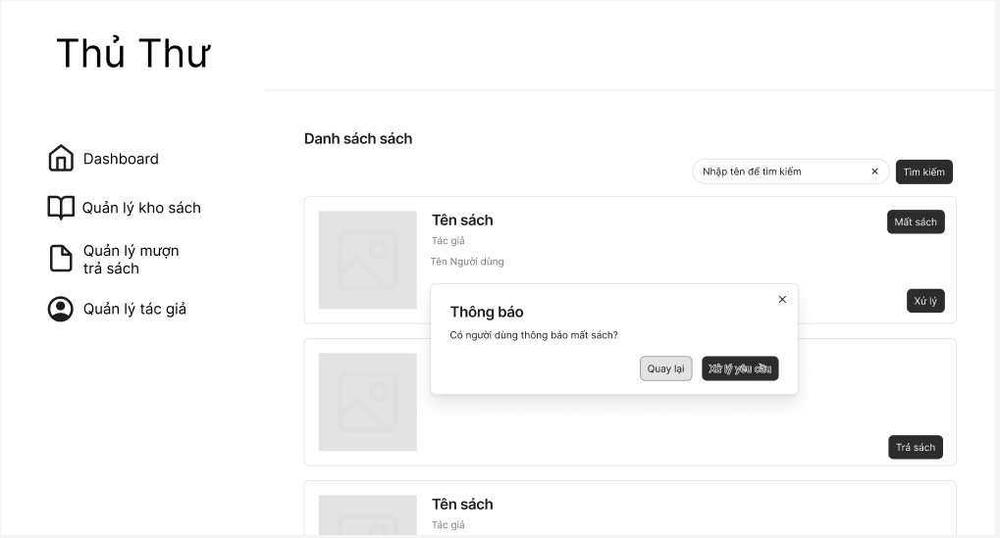 Thủ Thư
Dashboard
Quản lý kho sách
Quản lý mượn
trả sách
Quản lý tác giả
Danh sách sách
Nhập tên để tìm kiếm
Tìm kiếm
Tên sách
Mất sách
Tác giả
Tên Người dùng
Xử lý
Thông báo
Có người dùng thông báo mất sách?
Quay lại
Xử lý yêu cầu
Trả sách
Tên sách
Tác giả